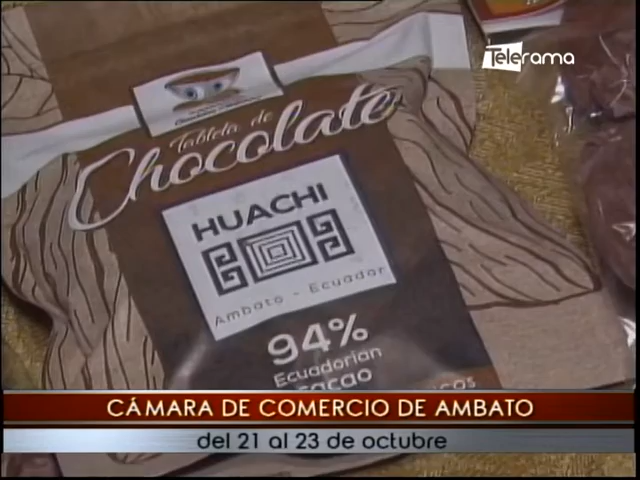 Telerama
Tableta de
Chocolate
HUACHI
Ambato - Ecuador
94%
Ecuadorian
cacao
CÁMARA DE COMERCIO DE AMBATO
del 21 al 23 de octubre